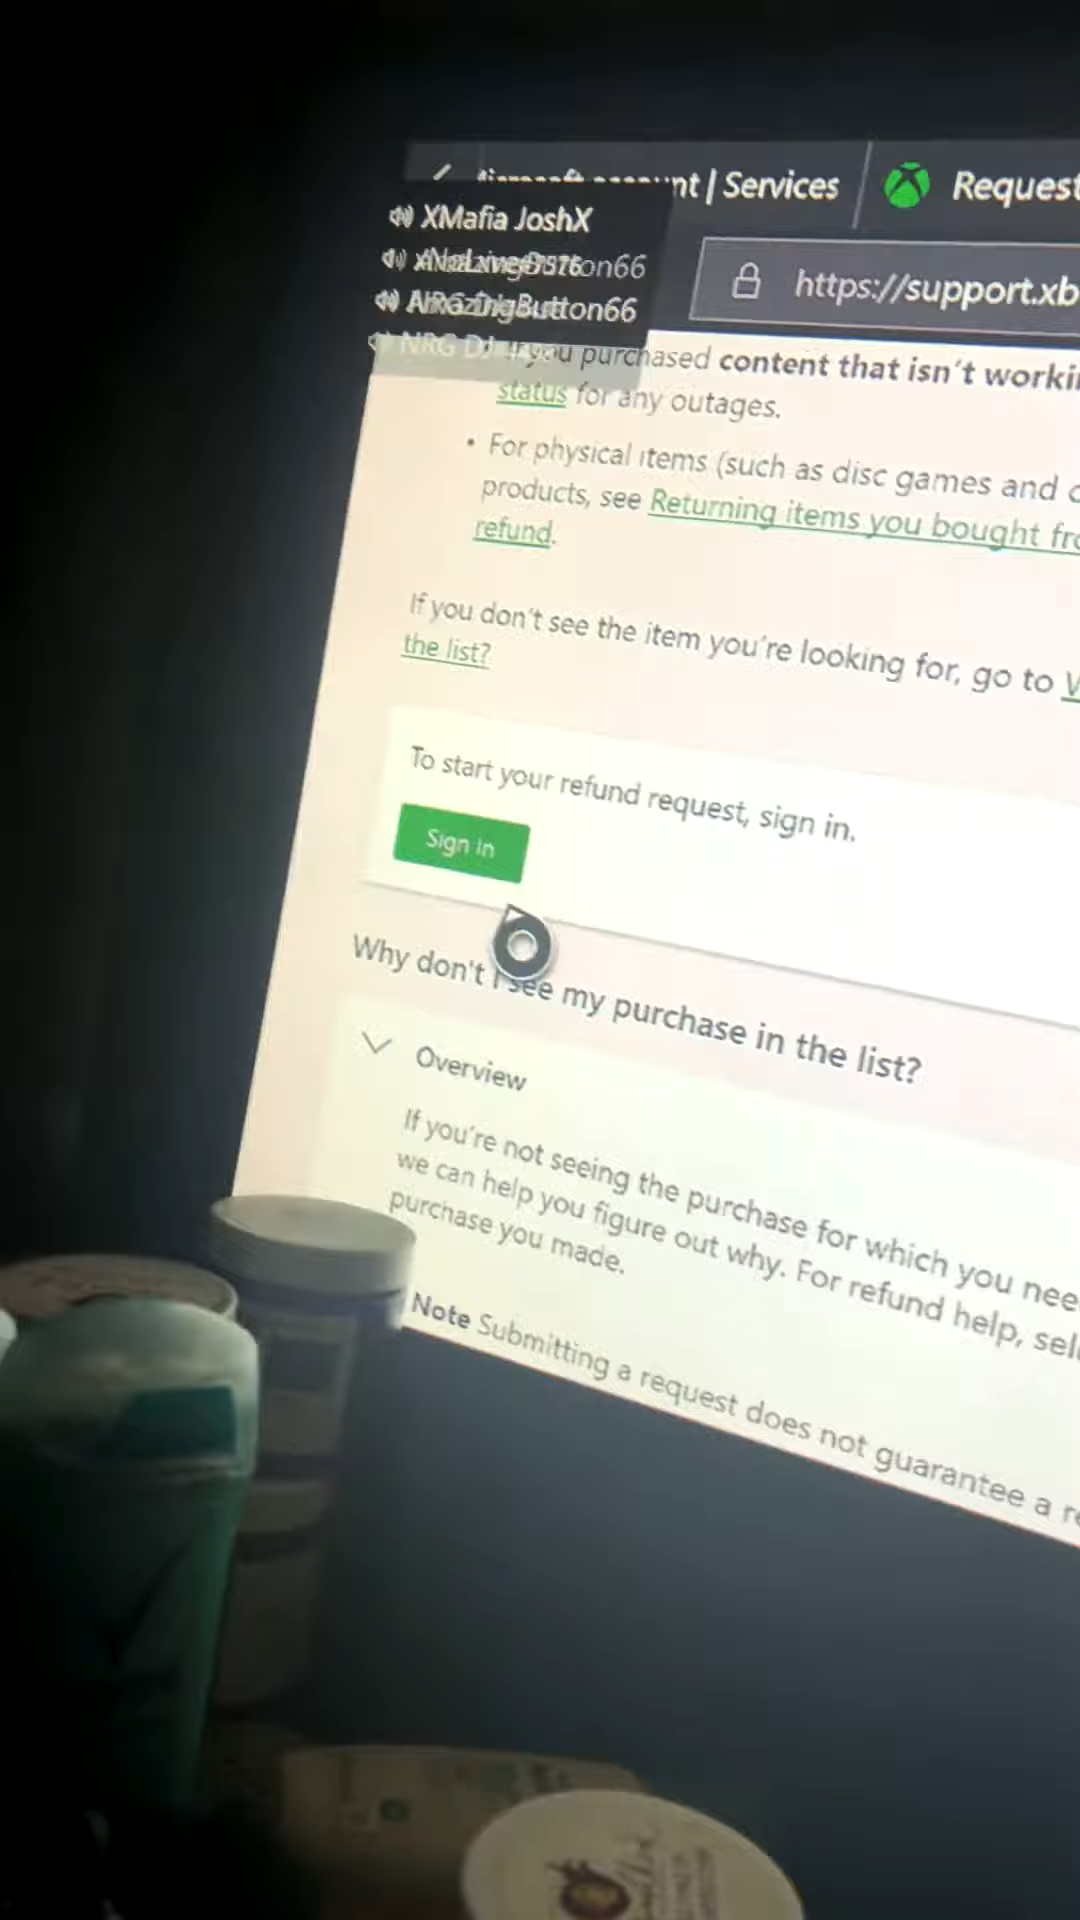 nt | Services
Request
XMafia JoshX
https://support.xb
NRG DJ
you purchased content that isn't workin
status for any outages.
• For physical items (such as disc games and
products, see Returning items you bought fro
refund.
If you don't see the item you're looking for, go to
the list?
To start your refund request, sign in.
Sign in
Why don't I see my purchase in the list?
Overview
If you're not seeing the purchase for which you nee
we can help you figure out why. For refund help, sel
purchase you made.
Note Submitting a request does not guarantee a re